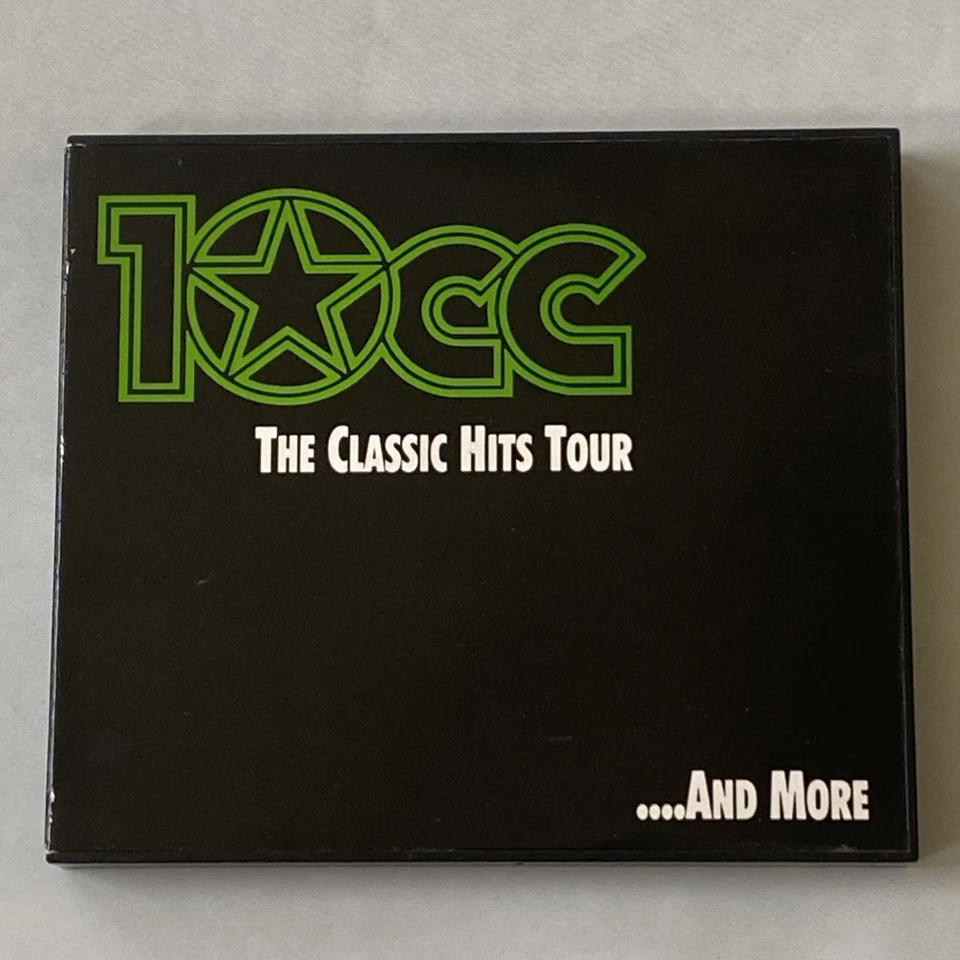 10cc
The Classic Hits Tour
....And More